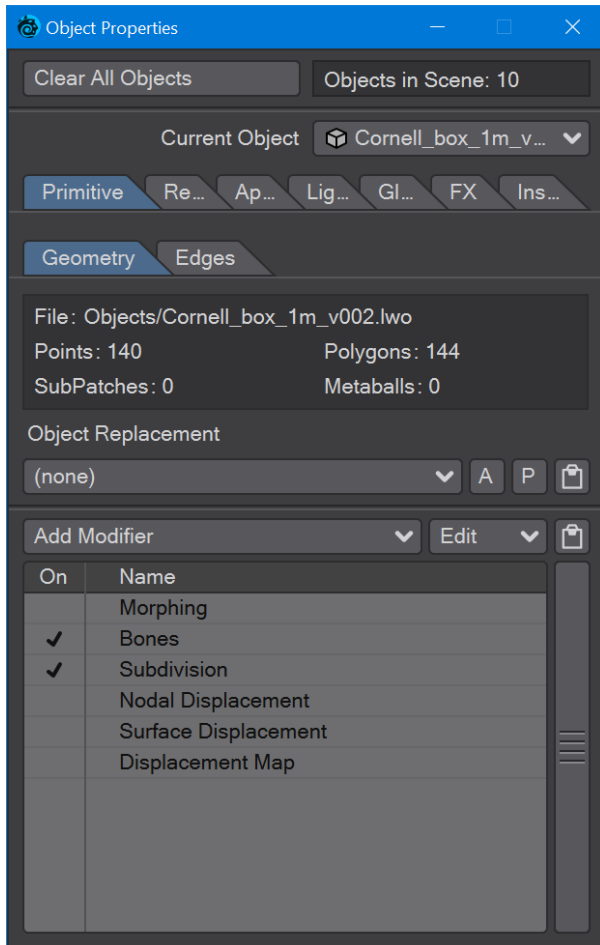 Object Properties
Clear All Objects Objects in Scene: 10
Current Object Cornell_box_1m_v...
Primitive Re... Ap... Lig... Gl... FX Ins...
Geometry Edges
File: Objects/Cornell_box_1m_v002.lwo
Points: 140 Polygons: 144
SubPatches: 0 Metaballs: 0
Object Replacement
(none) A P
Add Modifier Edit
On Name
Morphing
Bones
Subdivision
Nodal Displacement
Surface Displacement
Displacement Map